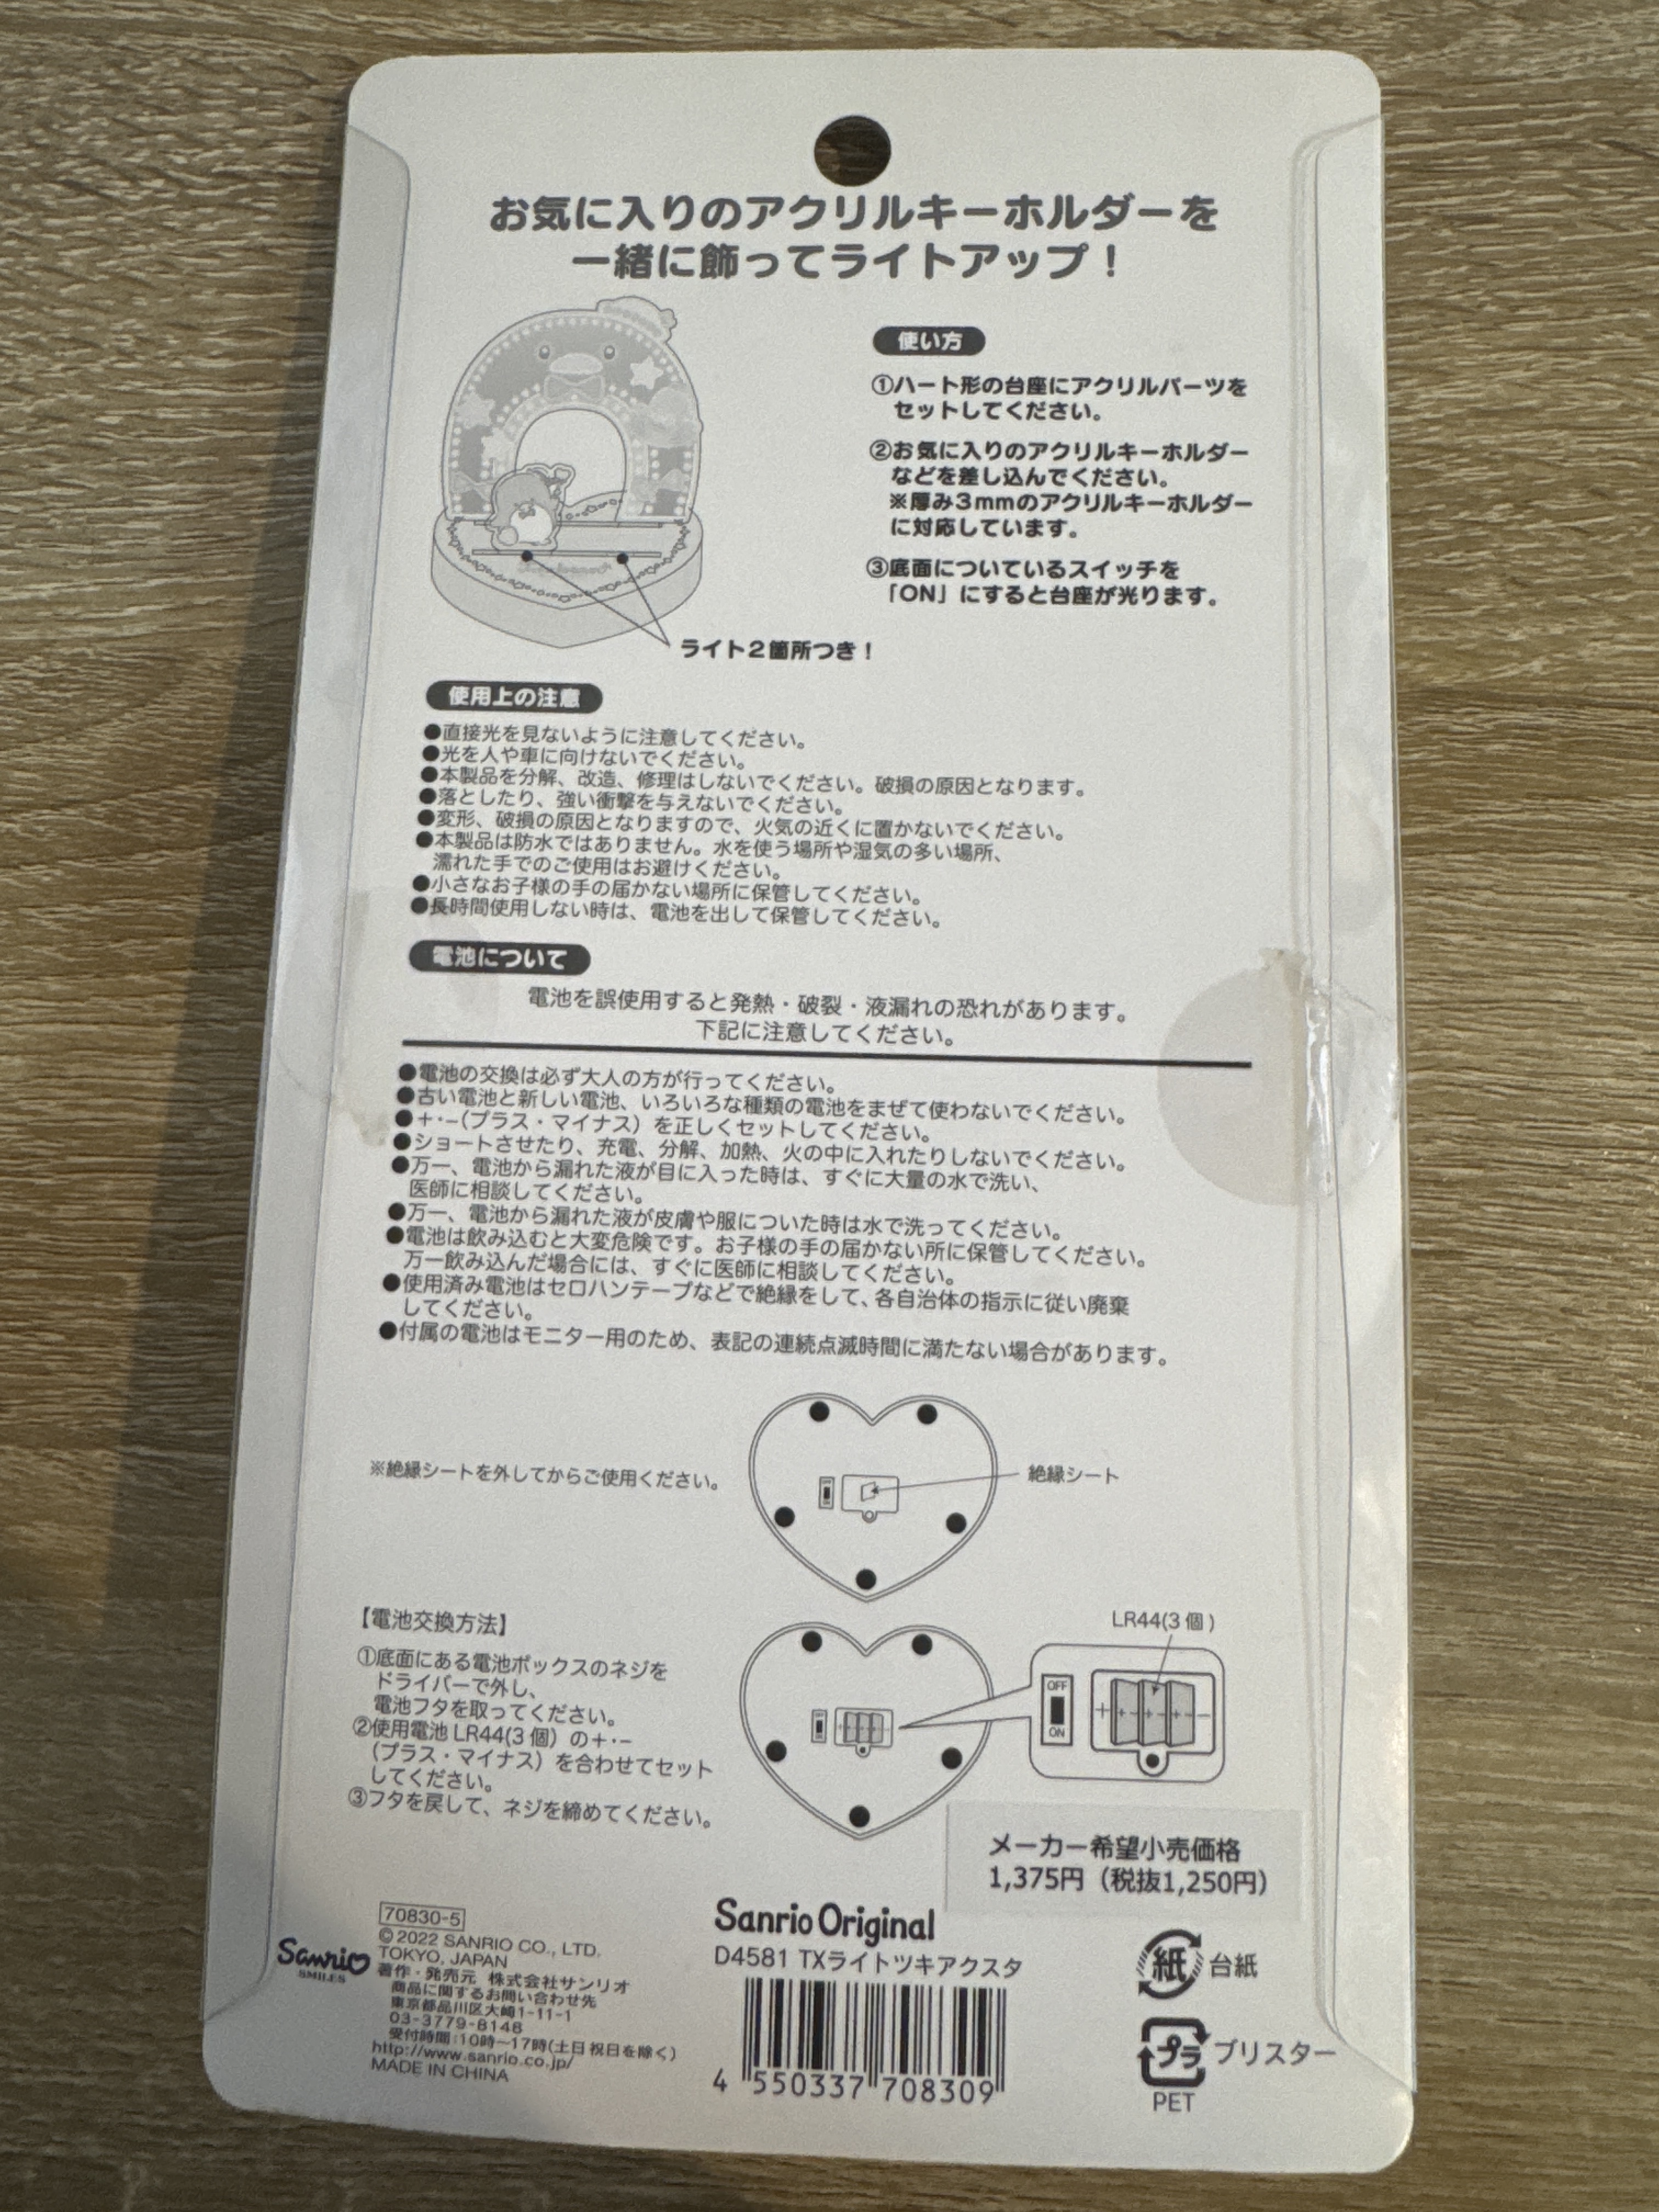 お気に入りのアクリルキーホルダーを
一緒に飾ってライトアップ！
使い方
①ハート形の台座にアクリルパーツを
セットしてください。
②お気に入りのアクリルキーホルダー
などを差し込んでください。
※厚み3mmのアクリルキーホルダー
に対応しています。
③底面についているスイッチを
「ON」にすると台座が光ります。
ライト2箇所つき！
使用上の注意
●直接光を見ないように注意してください。
●光を人や車に向けないでください。
●本製品を分解、改造、修理はしないでください。破損の原因となります。
●落としたり、強い衝撃を与えないでください。
●変形、破損の原因となりますので、火気の近くに置かないでください。
●本製品は防水ではありません。水を使う場所や湿気の多い場所、
濡れた手でのご使用はお避けください。
●小さなお子様の手の届かない場所に保管してください。
●長時間使用しない時は、電池を出して保管してください。
電池について
電池を誤使用すると発熱・破裂・液漏れの恐れがあります。
下記に注意してください。
●電池の交換は必ず大人の方が行ってください。
●古い電池と新しい電池、いろいろな種類の電池をまぜて使わないでください。
●＋・−(プラス・マイナス）を正しくセットしてください。
●ショートさせたり、充電、分解、加熱、火の中に入れたりしないでください。
●万一、電池から漏れた液が目に入った時は、すぐに大量の水で洗い、
医師に相談してください。
●万一、電池から漏れた液が皮膚や服についた時は水で洗ってください。
●電池は飲み込むと大変危険です。お子様の手の届かない所に保管してください。
万一飲み込んだ場合には、すぐに医師に相談してください。
●使用済み電池はセロハンテープなどで絶縁をして、各自治体の指示に従い廃棄
してください。
●付属の電池はモニター用のため、表記の連続点滅時間に満たない場合があります。
※絶縁シートを外してからご使用ください。
絶縁シート
【電池交換方法】
①底面にある電池ボックスのネジを
ドライバーで外し、
電池フタを取ってください。
②使用電池 LR44(3個）の＋・−
（プラス・マイナス）を合わせてセット
してください。
③フタを戻して、ネジを締めてください。
LR44(3個）
OFF
ON
メーカー希望小売価格
1,375円（税抜1,250円）
70830-5
© 2022 SANRIO CO., LTD.
TOKYO, JAPAN
Sanrio
SMILES
著作・発売元 株式会社サンリオ
商品に関するお問い合わせ先
東京都品川区大崎1-11-1
03-3779-8148
受付時間:10時～17時(土日祝日を除く)
http://www.sanrio.co.jp/
MADE IN CHINA
Sanrio Original
D4581 TXライトツキアクスタ
4 550337 708309
紙 台紙
プラ ブリスター
PET